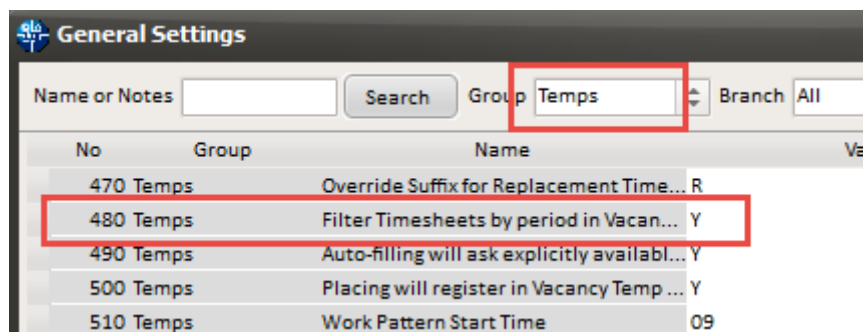 General Settings
Name or Notes Search Group Temps Branch All
No Group Name Va
470 Temps Override Suffix for Replacement Time... R
480 Temps Filter Timesheets by period in Vacan... Y
490 Temps Auto-filling will ask explicitly availabl... Y
500 Temps Placing will register in Vacancy Temp ... Y
510 Temps Work Pattern Start Time 09